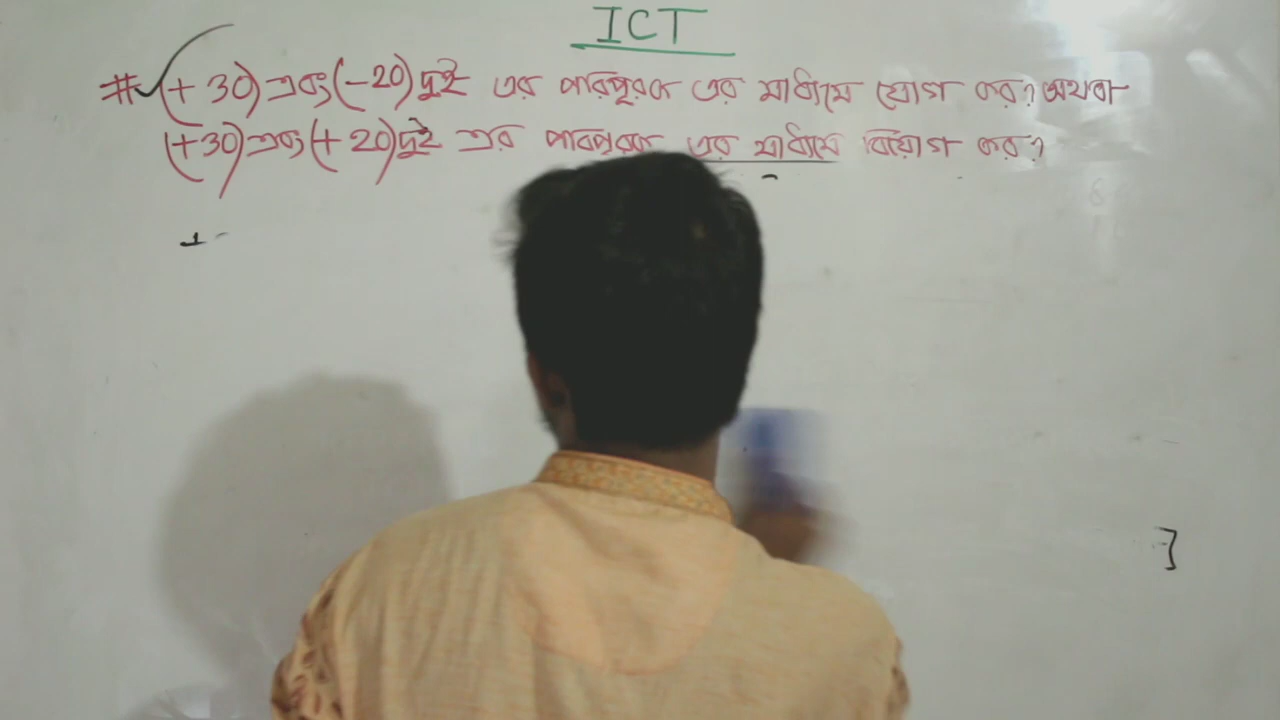 ICT
# (+30) এবং (-20) দুই এর পরিপূরক এর মাধ্যমে যোগ কর? অথবা
(+30) এবং (+20) দুই এর পরিপূরক এর মাধ্যমে বিয়োগ কর?